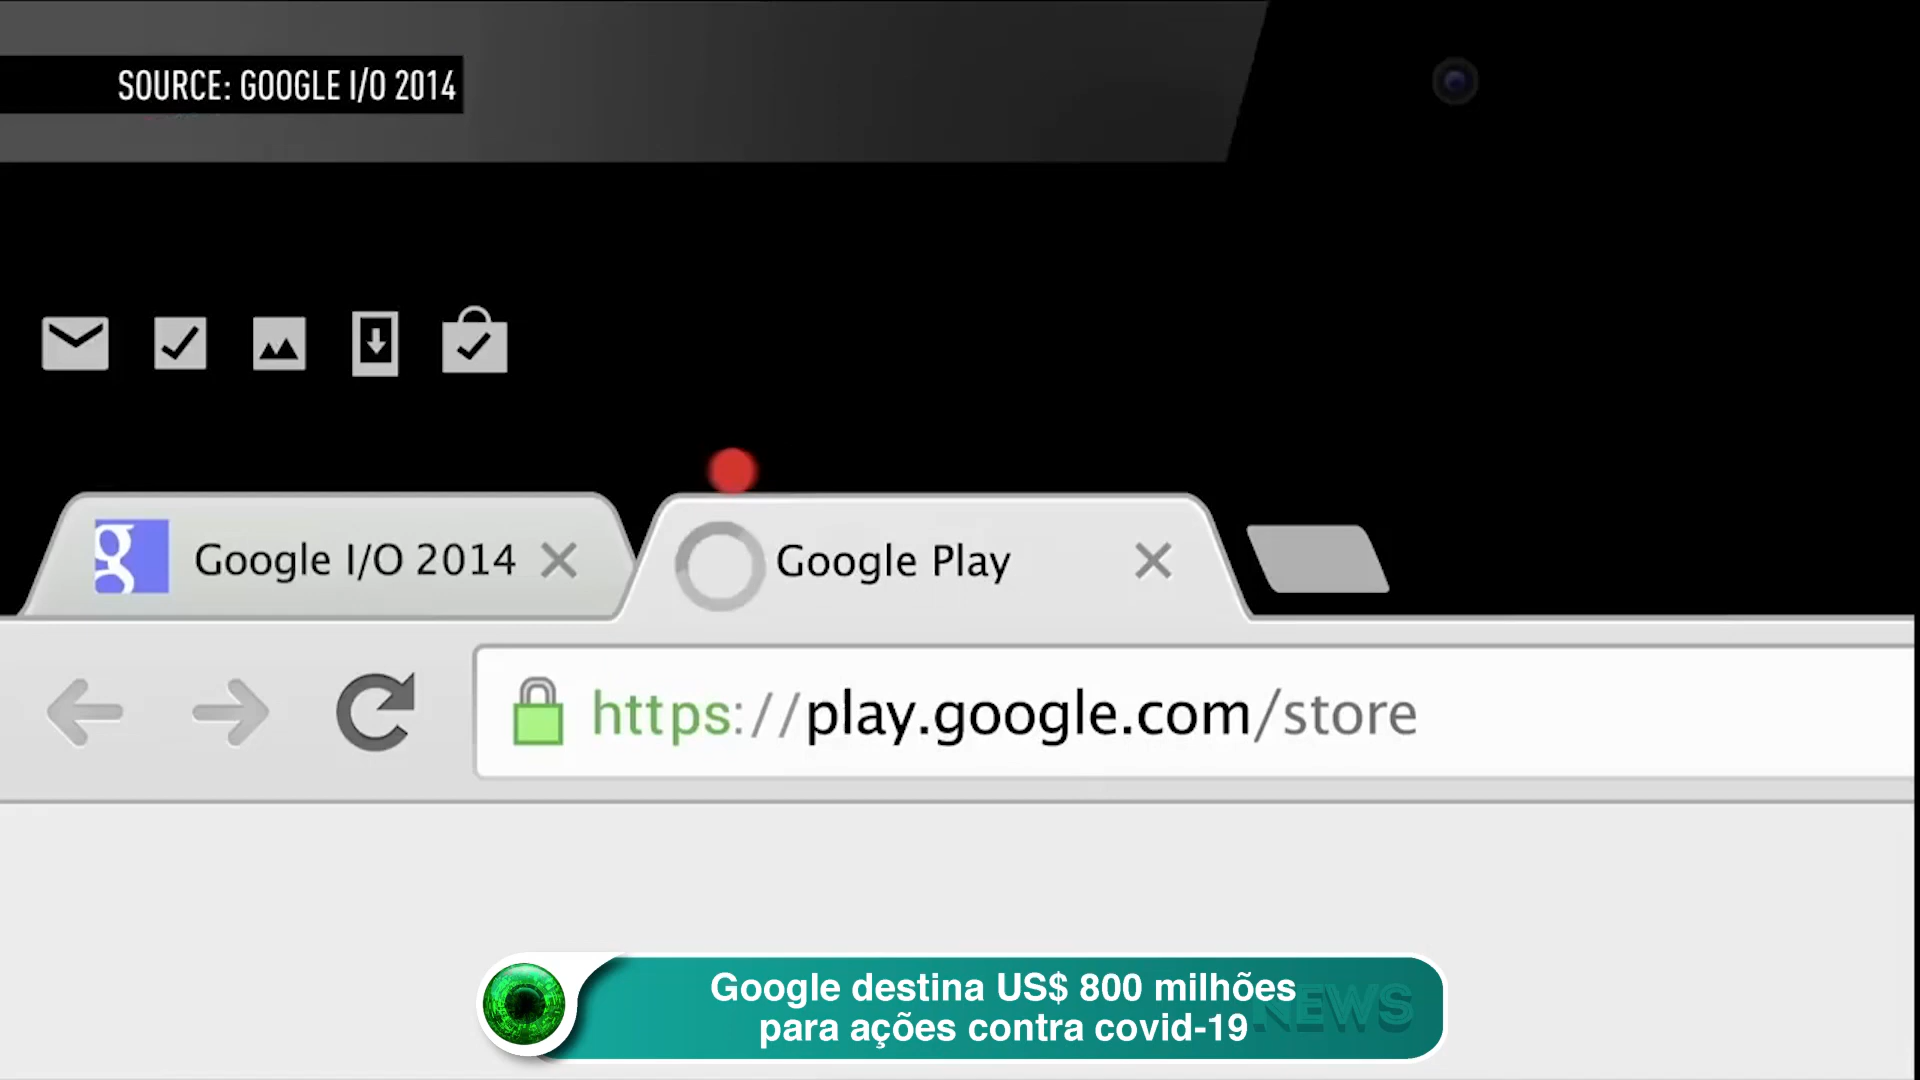 SOURCE: GOOGLE I/O 2014
g Google I/O 2014
Google Play
https://play.google.com/store
Google destina US$ 800 milhões
para ações contra covid-19
NEWS